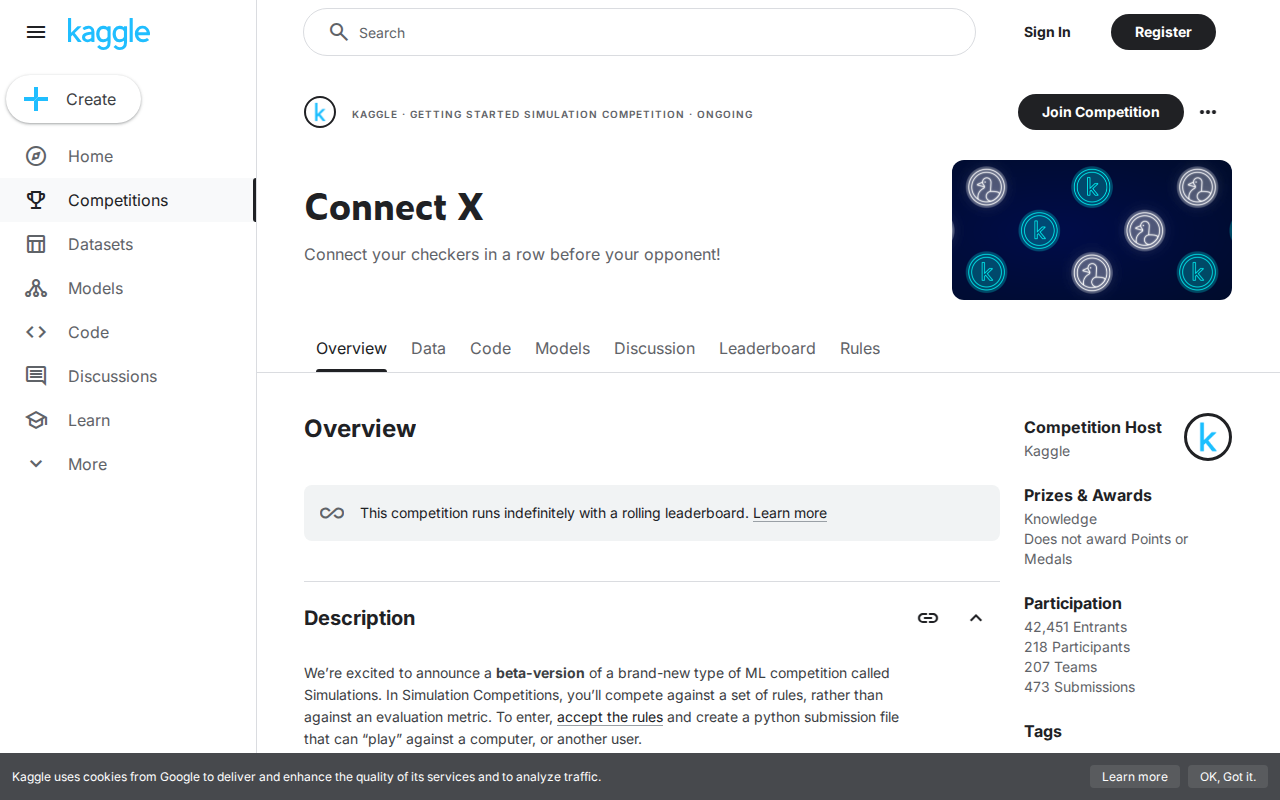 kaggle
Search
Sign In
Register
Create
Home
Competitions
Datasets
Models
Code
Discussions
Learn
More
k
KAGGLE · GETTING STARTED SIMULATION COMPETITION · ONGOING
Join Competition
Connect X
Connect your checkers in a row before your opponent!
k
k
k
k
Overview
Data
Code
Models
Discussion
Leaderboard
Rules
Overview
This competition runs indefinitely with a rolling leaderboard. Learn more
Description
We’re excited to announce a beta-version of a brand-new type of ML competition called
Simulations. In Simulation Competitions, you’ll compete against a set of rules, rather than
against an evaluation metric. To enter, accept the rules and create a python submission file
that can “play” against a computer, or another user.
Competition Host
Kaggle
k
Prizes & Awards
Knowledge
Does not award Points or
Medals
Participation
42,451 Entrants
218 Participants
207 Teams
473 Submissions
Tags
Kaggle uses cookies from Google to deliver and enhance the quality of its services and to analyze traffic.
Learn more
OK, Got it.